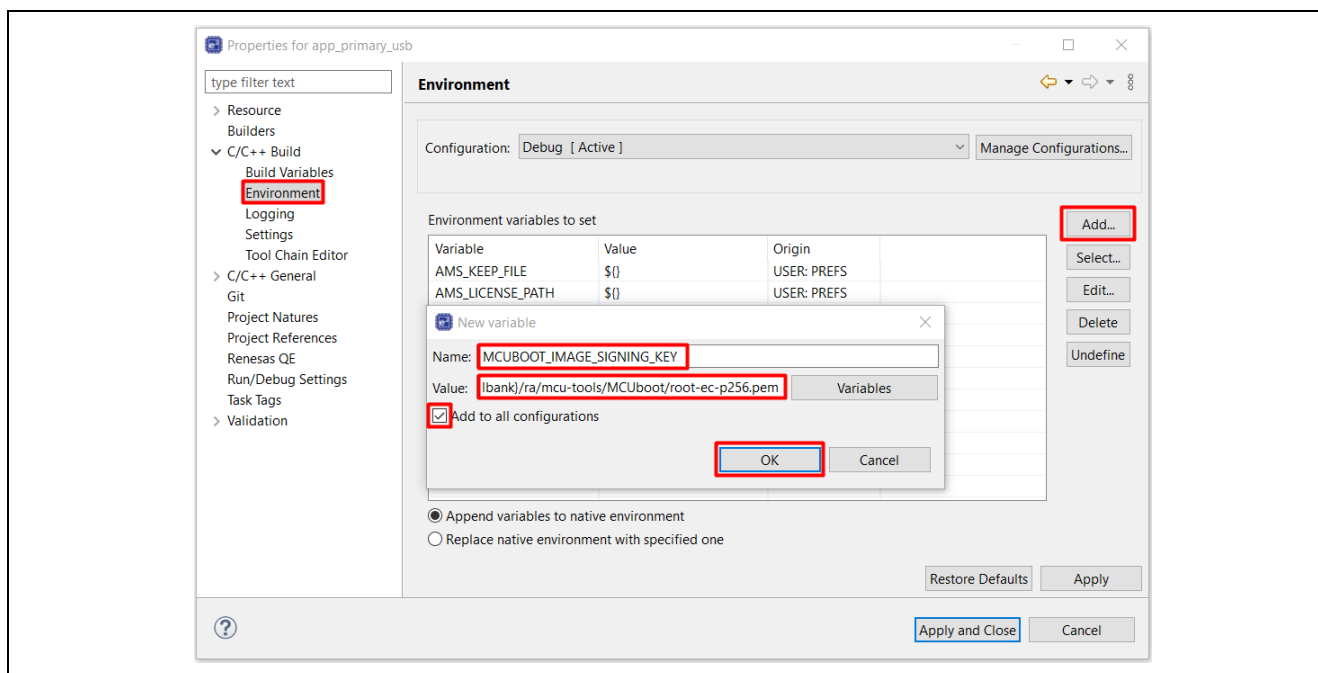 Properties for app_primary_usb
type filter text
Resource
Builders
C/C++ Build
Build Variables
Environment
Logging
Settings
Tool Chain Editor
C/C++ General
Git
Project Natures
Project References
Renesas QE
Run/Debug Settings
Task Tags
Validation
Environment
Configuration: Debug [ Active ] Manage Configurations...
Environment variables to set
Variable Value Origin
AMS_KEEP_FILE ${} USER: PREFS
AMS_LICENSE_PATH ${} USER: PREFS
Add...
Select...
Edit...
Delete
Undefine
New variable
Name: MCUBOOT_IMAGE_SIGNING_KEY
Value: lbank}/ra/mcu-tools/MCUboot/root-ec-p256.pem Variables
Add to all configurations
OK Cancel
Append variables to native environment
Replace native environment with specified one
Restore Defaults Apply
Apply and Close Cancel